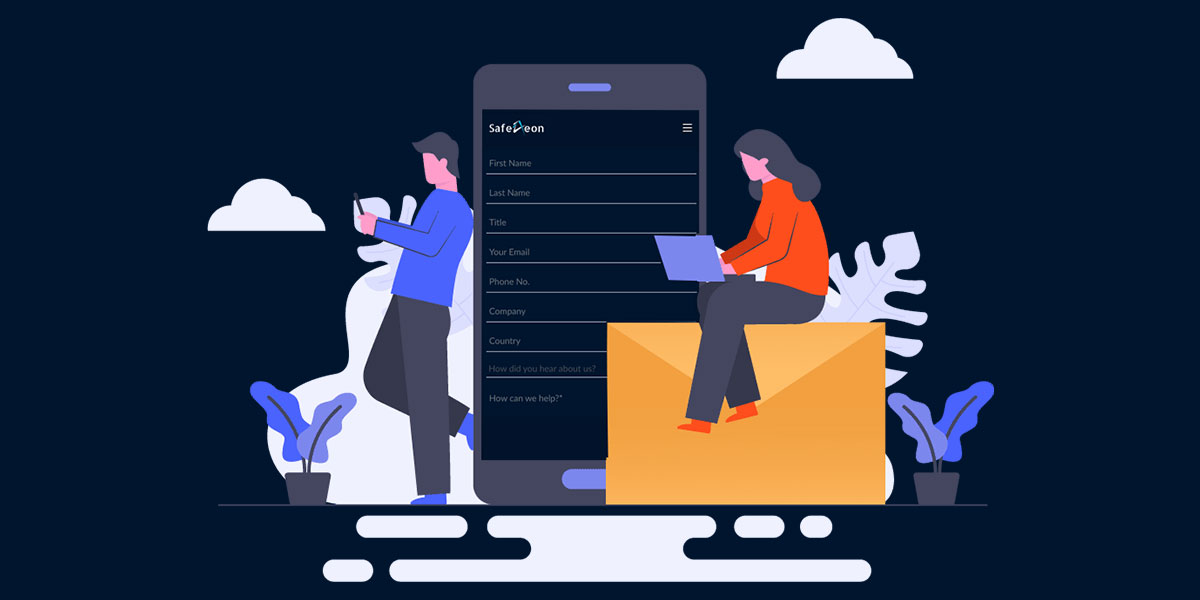 SafeAeon
First Name
Last Name
Title
Your Email
Phone No.
Company
Country
How did you hear about us?
How can we help?*